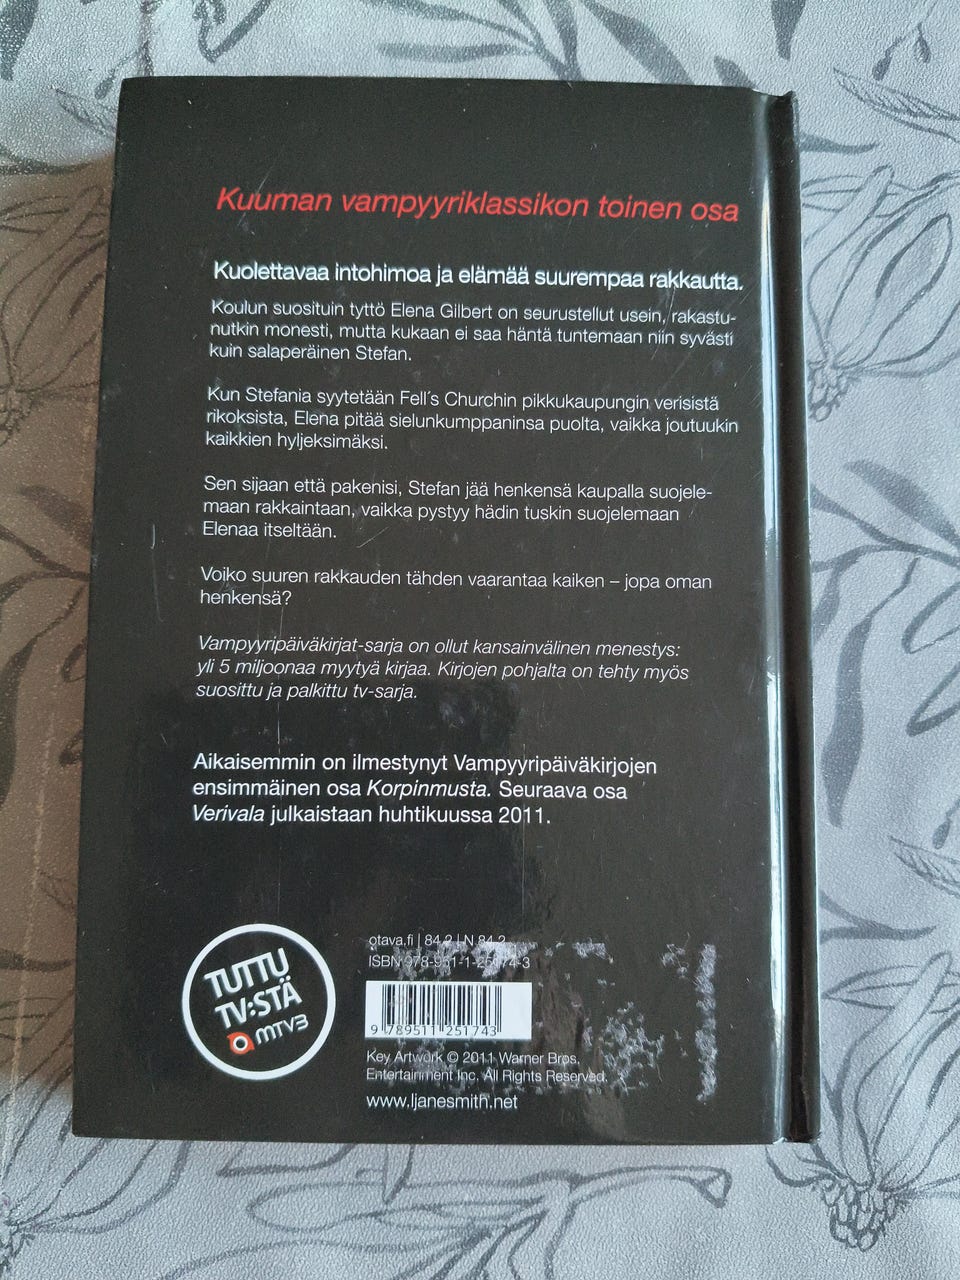 Kuuman vampyyriklassikon toinen osa
Kuolettavaa intohimoa ja elämää suurempaa rakkautta.
Koulun suosituin tyttö Elena Gilbert on seurustellut usein, rakastu-
nutkin monesti, mutta kukaan ei saa häntä tuntemaan niin syvästi
kuin salaperäinen Stefan.
Kun Stefania syytetään Fell´s Churchin pikkukaupungin verisistä
rikoksista, Elena pitää sielunkumppaninsa puolta, vaikka joutuukin
kaikkien hyljeksimäksi.
Sen sijaan että pakenisi, Stefan jää henkensä kaupalla suojele-
maan rakkaintaan, vaikka pystyy hädin tuskin suojelemaan
Elenaa itseltään.
Voiko suuren rakkauden tähden vaarantaa kaiken – jopa oman
henkensä?
Vampyyripäiväkirjat-sarja on ollut kansainvälinen menestys:
yli 5 miljoonaa myytyä kirjaa. Kirjojen pohjalta on tehty myös
suosittu ja palkittu tv-sarja.
Aikaisemmin on ilmestynyt Vampyyripäiväkirjojen
ensimmäinen osa Korpinmusta. Seuraava osa
Verivala julkaistaan huhtikuussa 2011.
TUTTU
TV:STÄ
MTV3
otava.fi | 84.2 | N 84.2
ISBN 978-951-1-25174-3
9 789511 251743
Key Artwork © 2011 Warner Bros.
Entertainment Inc. All Rights Reserved.
www.ljanesmith.net